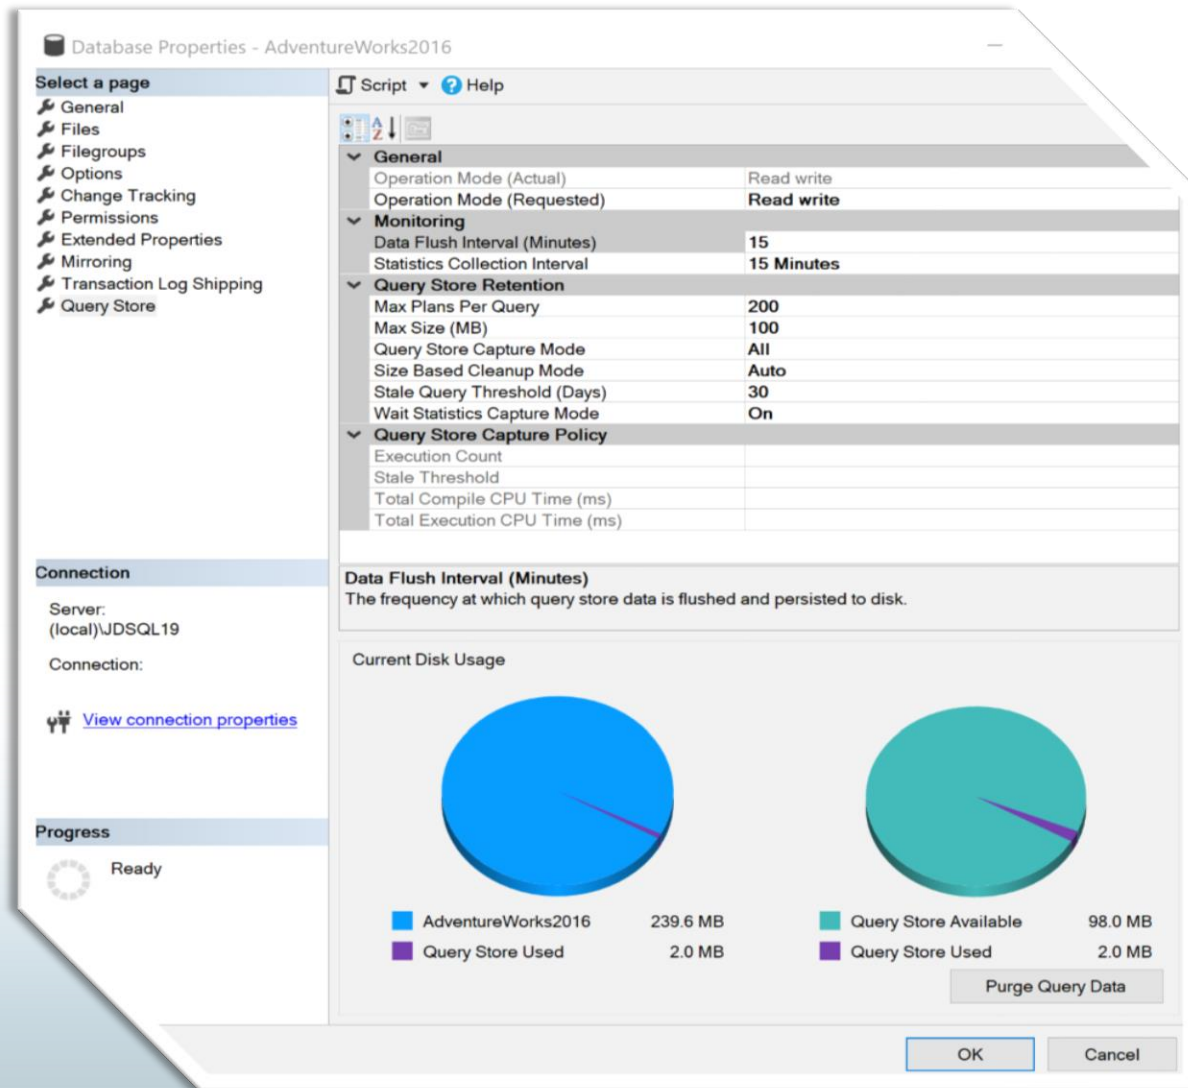 Database Properties - AdventureWorks2016
Select a page
General
Files
Filegroups
Options
Change Tracking
Permissions
Extended Properties
Mirroring
Transaction Log Shipping
Query Store
Script Help
General
Operation Mode (Actual) Read write
Operation Mode (Requested) Read write
Monitoring
Data Flush Interval (Minutes) 15
Statistics Collection Interval 15 Minutes
Query Store Retention
Max Plans Per Query 200
Max Size (MB) 100
Query Store Capture Mode All
Size Based Cleanup Mode Auto
Stale Query Threshold (Days) 30
Wait Statistics Capture Mode On
Query Store Capture Policy
Execution Count
Stale Threshold
Total Compile CPU Time (ms)
Total Execution CPU Time (ms)
Data Flush Interval (Minutes)
The frequency at which query store data is flushed and persisted to disk.
Connection
Server:
(local)\JDSQL19
Connection:
View connection properties
Progress
Ready
Current Disk Usage
AdventureWorks2016 239.6 MB
Query Store Used 2.0 MB
Query Store Available 98.0 MB
Query Store Used 2.0 MB
Purge Query Data
OK Cancel